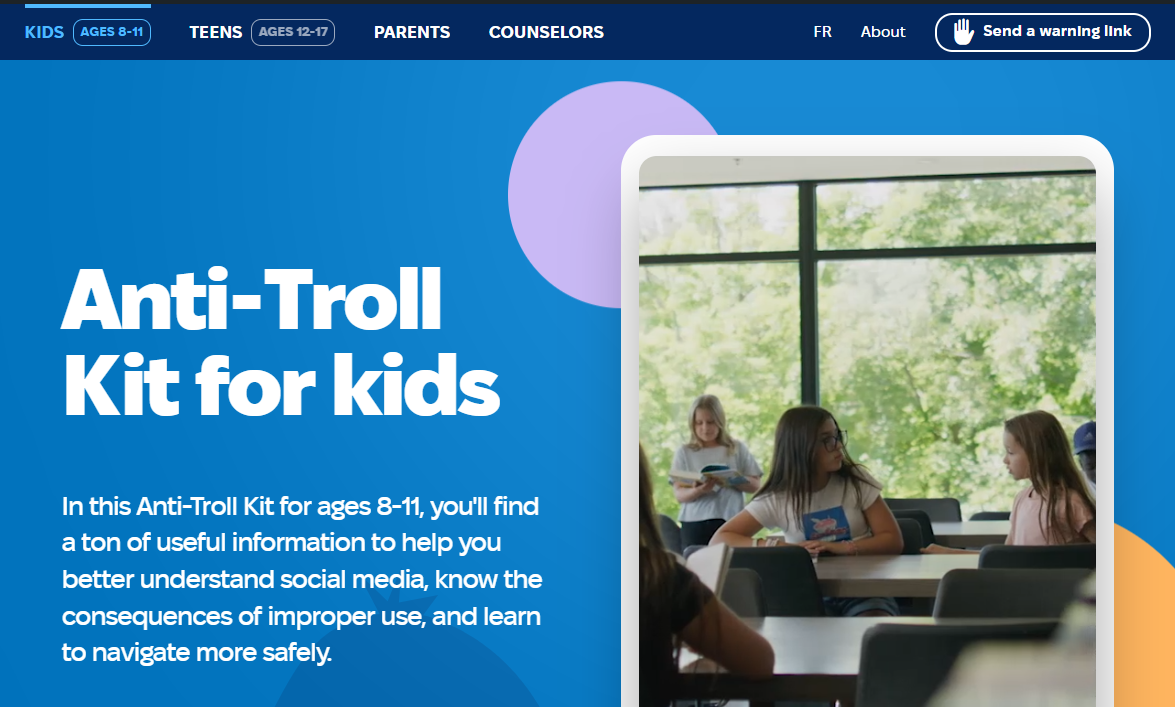 KIDS AGES 8-11 TEENS AGES 12-17 PARENTS COUNSELORS FR About Send a warning link
Anti-Troll
Kit for kids
In this Anti-Troll Kit for ages 8-11, you'll find
a ton of useful information to help you
better understand social media, know the
consequences of improper use, and learn
to navigate more safely.